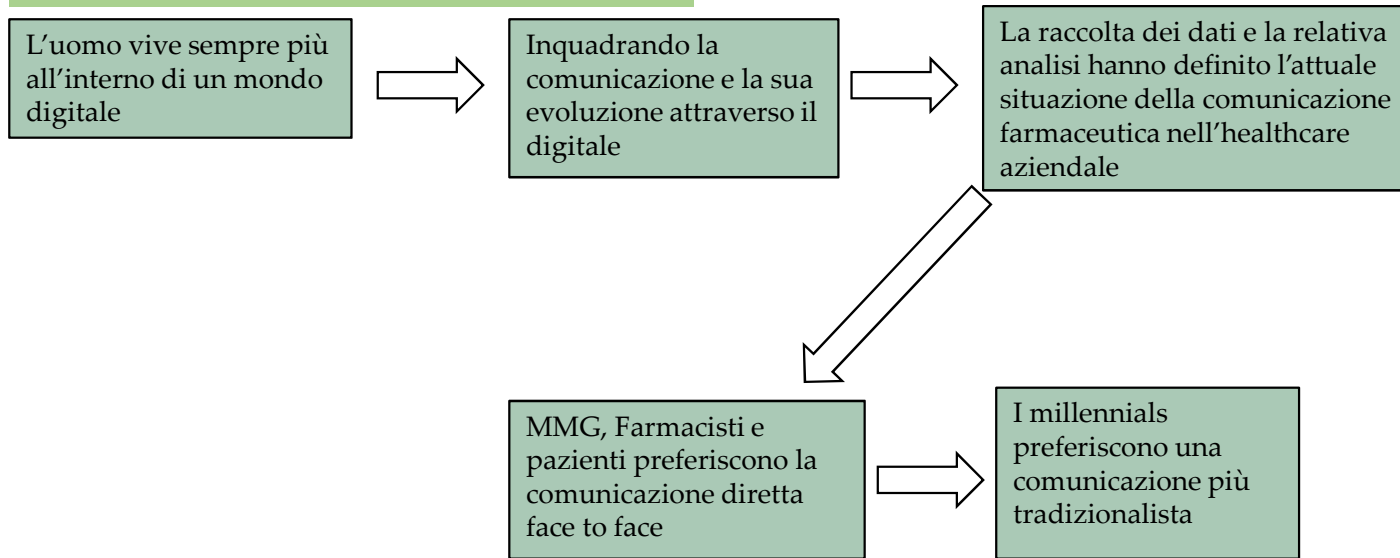 L'uomo vive sempre più
all'interno di un mondo
digitale
Inquadrando la
comunicazione e la sua
evoluzione attraverso il
digitale
La raccolta dei dati e la relativa
analisi hanno definito l'attuale
situazione della comunicazione
farmaceutica nell'healthcare
aziendale
MMG, Farmacisti e
pazienti preferiscono la
comunicazione diretta
face to face
I millennials
preferiscono una
comunicazione più
tradizionalista